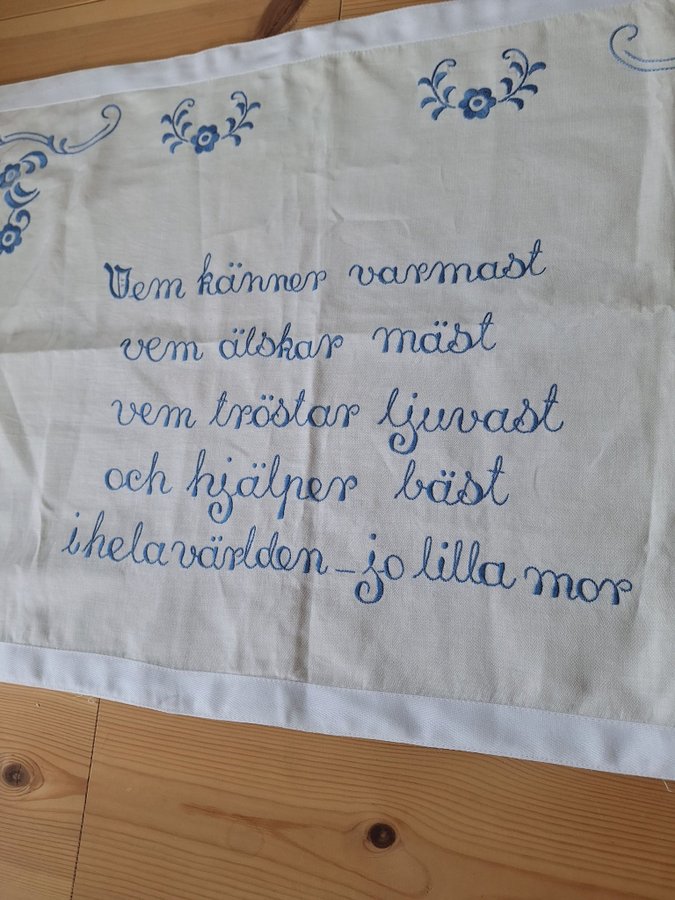 Vem känner varmast
vem älskar mäst
vem tröstar ljuvast
och hjälper bäst
i hela världen - jo lilla mor